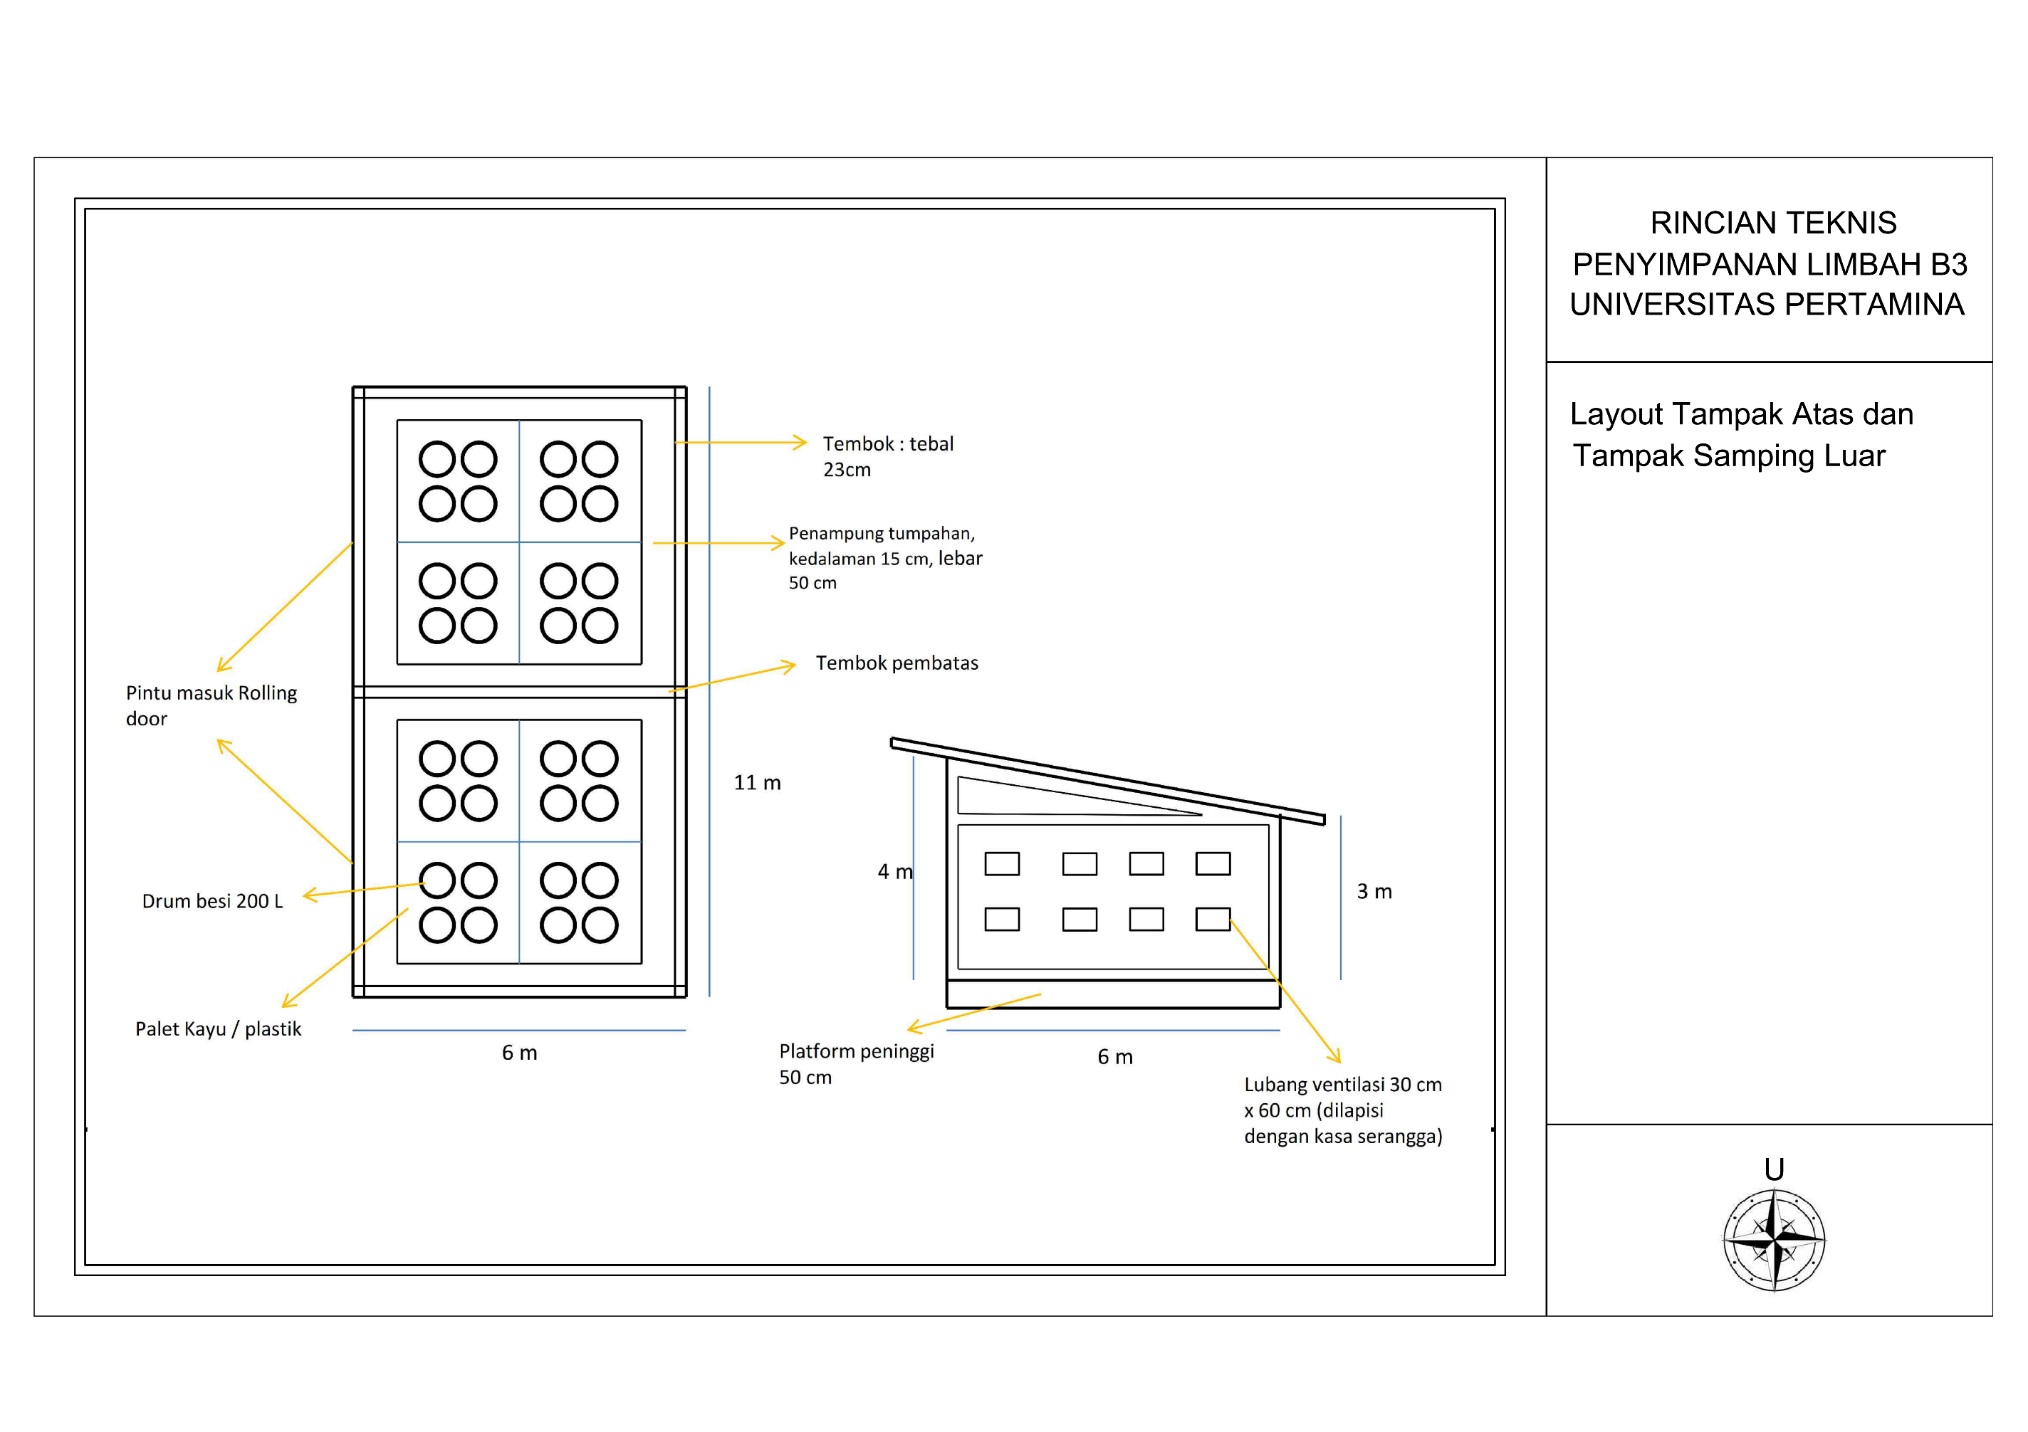 RINCIAN TEKNIS
PENYIMPANAN LIMBAH B3
UNIVERSITAS PERTAMINA
Layout Tampak Atas dan
Tampak Samping Luar
Tembok : tebal
23cm
Penampung tumpahan,
kedalaman 15 cm, lebar
50 cm
Tembok pembatas
Pintu masuk Rolling
door
11 m
Drum besi 200 L
Palet Kayu / plastik
6 m
4 m
3 m
Platform peninggi
50 cm
6 m
Lubang ventilasi 30 cm
x 60 cm (dilapisi
dengan kasa serangga)
U